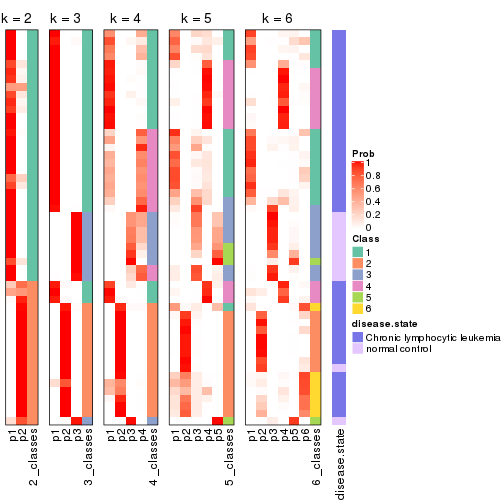 k = 2
k = 3
k = 4
k = 5
k = 6
Prob
1
0.8
0.6
0.4
0.2
0
Class
1
2
3
4
5
6
disease.state
Chronic lymphocytic leukemia
normal control
p1
p2
2_classes
p1
p2
p3
3_classes
p1
p2
p3
p4
4_classes
p1
p2
p3
p4
p5
5_classes
p1
p2
p3
p4
p5
p6
6_classes
disease.state